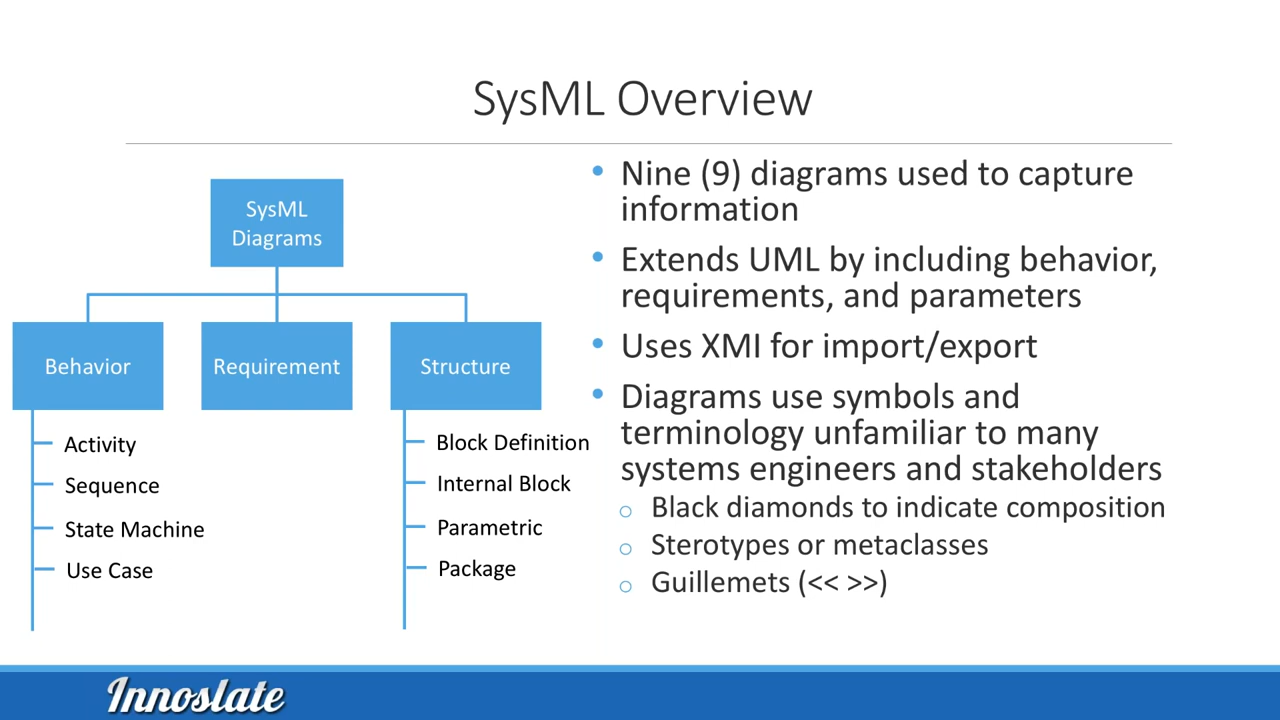 SysML Overview
SysML
Diagrams
Behavior
Requirement
Structure
Activity
Sequence
State Machine
Use Case
Block Definition
Internal Block
Parametric
Package
• Nine (9) diagrams used to capture
information
• Extends UML by including behavior,
requirements, and parameters
• Uses XMI for import/export
• Diagrams use symbols and
terminology unfamiliar to many
systems engineers and stakeholders
o Black diamonds to indicate composition
o Sterotypes or metaclasses
o Guillemets (<< >>)
Innoslate